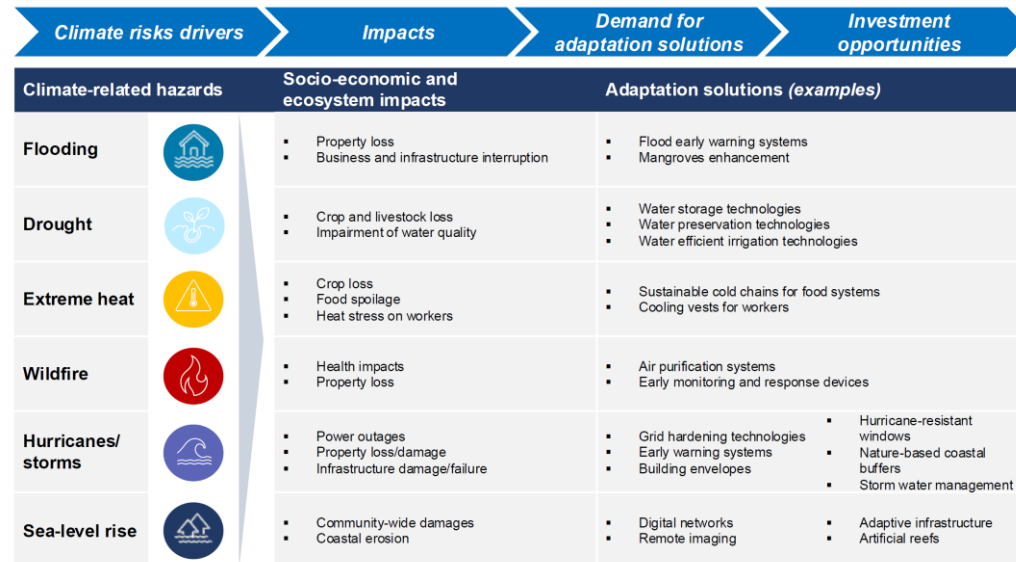 Climate risks drivers
Impacts
Demand for
adaptation solutions
Investment
opportunities
Climate-related hazards
Socio-economic and
ecosystem impacts
Adaptation solutions (examples)
Flooding
▪ Property loss
▪ Business and infrastructure interruption
▪ Flood early warning systems
▪ Mangroves enhancement
Drought
▪ Crop and livestock loss
▪ Impairment of water quality
▪ Water storage technologies
▪ Water preservation technologies
▪ Water efficient irrigation technologies
Extreme heat
▪ Crop loss
▪ Food spoilage
▪ Heat stress on workers
▪ Sustainable cold chains for food systems
▪ Cooling vests for workers
Wildfire
▪ Health impacts
▪ Property loss
▪ Air purification systems
▪ Early monitoring and response devices
Hurricanes/
storms
▪ Power outages
▪ Property loss/damage
▪ Infrastructure damage/failure
▪ Grid hardening technologies
▪ Early warning systems
▪ Building envelopes
▪ Hurricane-resistant
windows
▪ Nature-based coastal
buffers
▪ Storm water management
Sea-level rise
▪ Community-wide damages
▪ Coastal erosion
▪ Digital networks
▪ Remote imaging
▪ Adaptive infrastructure
▪ Artificial reefs